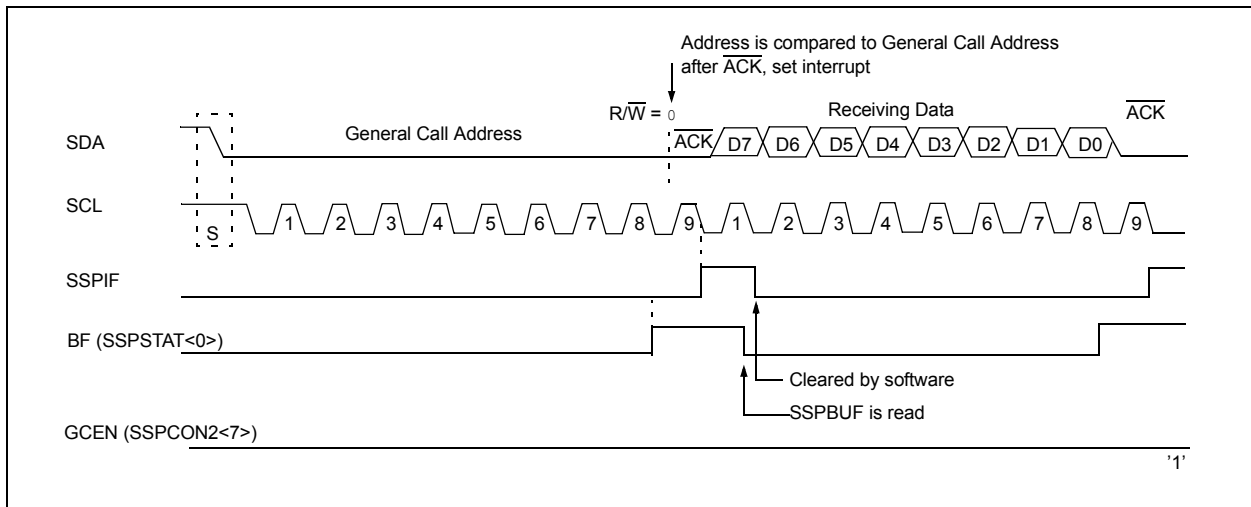 Address is compared to General Call Address
after ACK, set interrupt
R/W = 0
Receiving Data
ACK
SDA
General Call Address
ACK
D7 D6 D5 D4 D3 D2 D1 D0
SCL
S
1 2 3 4 5 6 7 8 9 1 2 3 4 5 6 7 8 9
SSPIF
BF (SSPSTAT<0>)
Cleared by software
SSPBUF is read
GCEN (SSPCON2<7>)
’1’